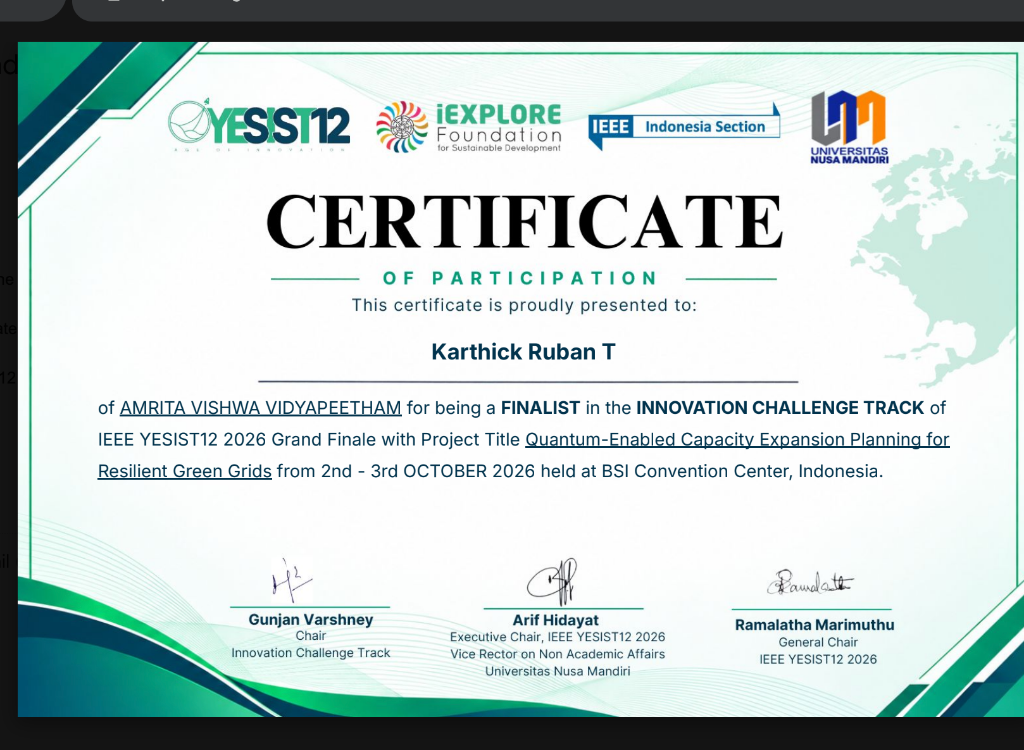 YESIST12
iEXPLORE
Foundation
for Sustainable Development
IEEE Indonesia Section
UNIVERSITAS
NUSA MANDIRI
CERTIFICATE
OF PARTICIPATION
This certificate is proudly presented to:
Karthick Ruban T
of AMRITA VISHWA VIDYAPEETHAM for being a FINALIST in the INNOVATION CHALLENGE TRACK of
IEEE YESIST12 2026 Grand Finale with Project Title Quantum-Enabled Capacity Expansion Planning for
Resilient Green Grids from 2nd - 3rd OCTOBER 2026 held at BSI Convention Center, Indonesia.
Gunjan Varshney
Chair
Innovation Challenge Track
Arif Hidayat
Executive Chair, IEEE YESIST12 2026
Vice Rector on Non Academic Affairs
Universitas Nusa Mandiri
Ramalatha Marimuthu
General Chair
IEEE YESIST12 2026